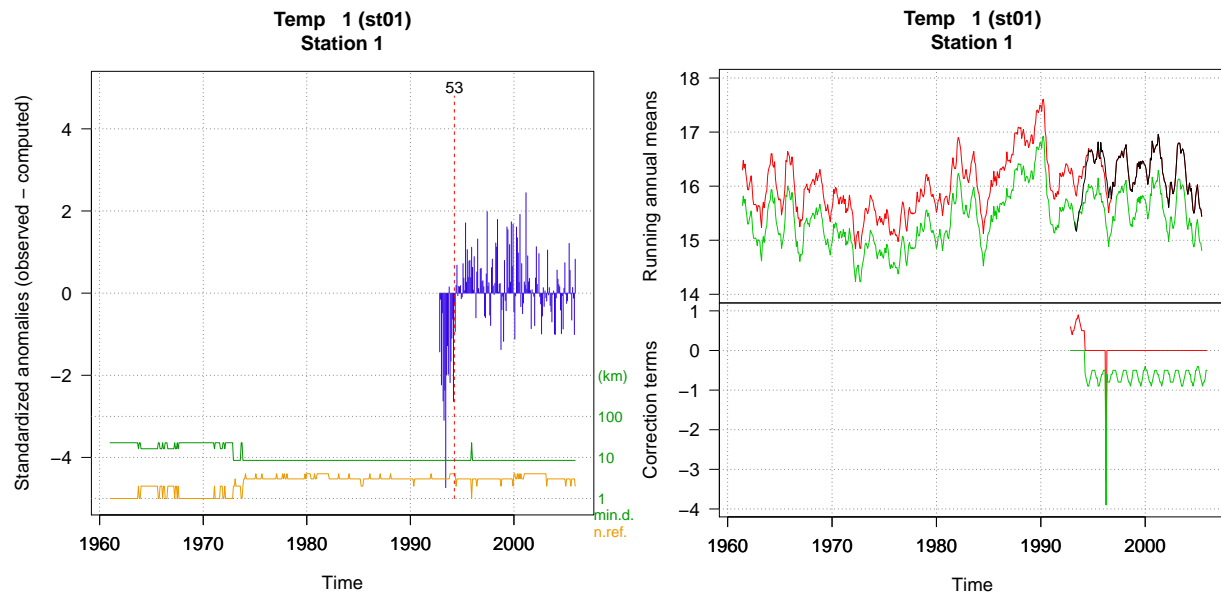 Temp 1 (st01)
Station 1
53
Standardized anomalies (observed − computed)
4
2
0
−2
−4
(km)
100
10
1
min.d.
n.ref.
1960
1970
1980
1990
2000
Time
Temp 1 (st01)
Station 1
Running annual means
18
17
16
15
14
Correction terms
1
0
−1
−2
−3
−4
1960
1970
1980
1990
2000
Time